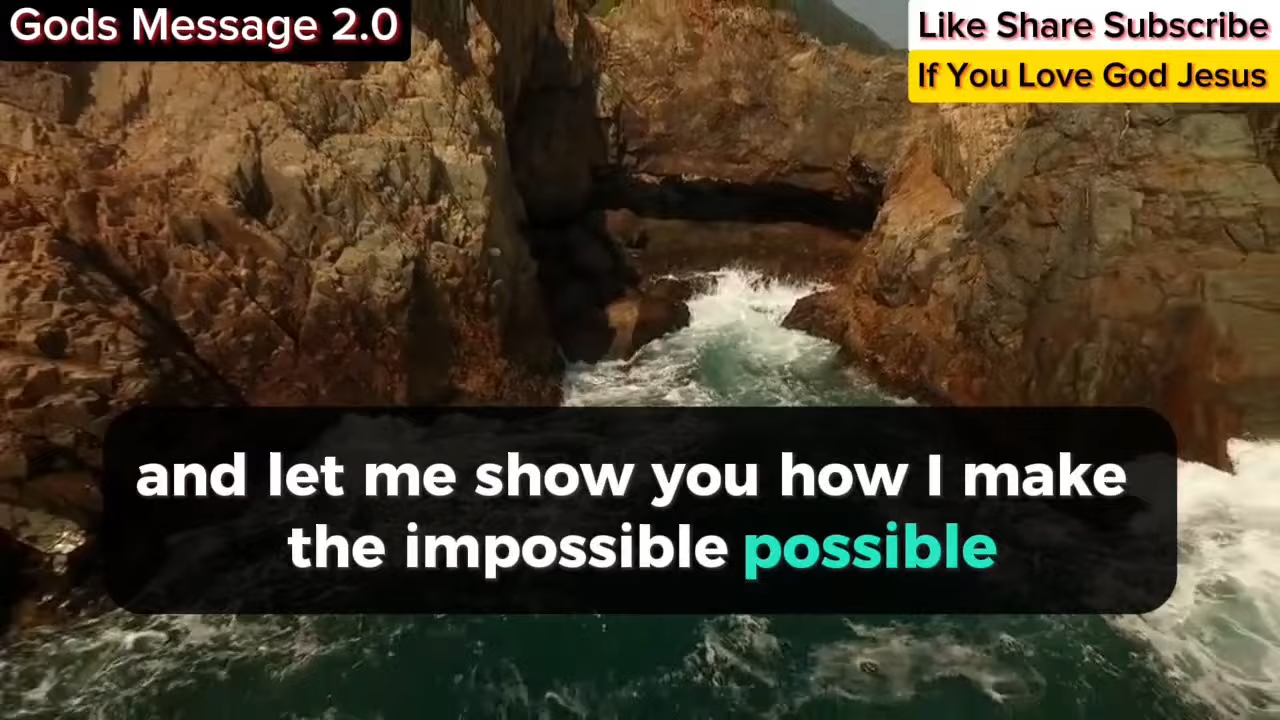 Gods Message 2.0
Like Share Subscribe
If You Love God Jesus
and let me show you how I make
the impossible possible